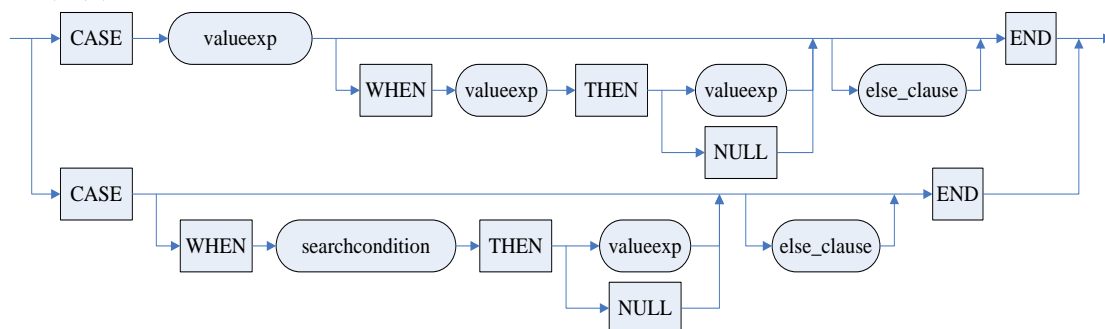 CASE valueexp END
WHEN valueexp THEN valueexp else_clause
NULL
CASE END
WHEN searchcondition THEN valueexp else_clause
NULL